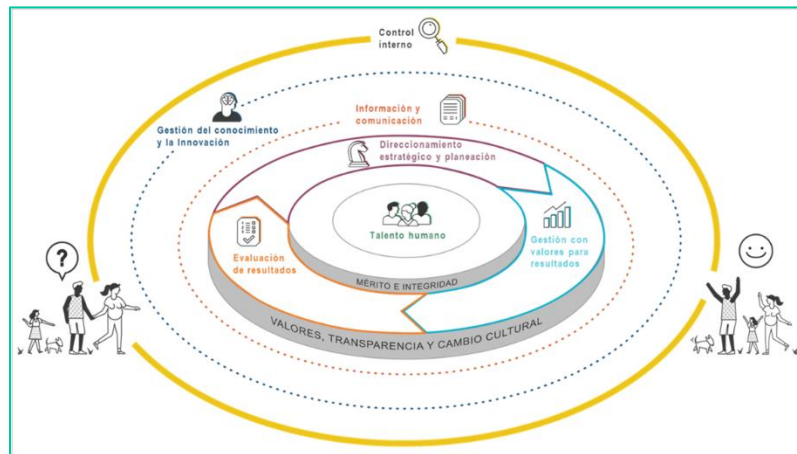 Control
interno
Información y
comunicación
Gestión del conocimiento
y la Innovación
Direccionamiento
estratégico y planeación
?
Talento humano
Evaluación
de resultados
Gestión con
valores para
resultados
MÉRITO E INTEGRIDAD
VALORES, TRANSPARENCIA Y CAMBIO CULTURAL